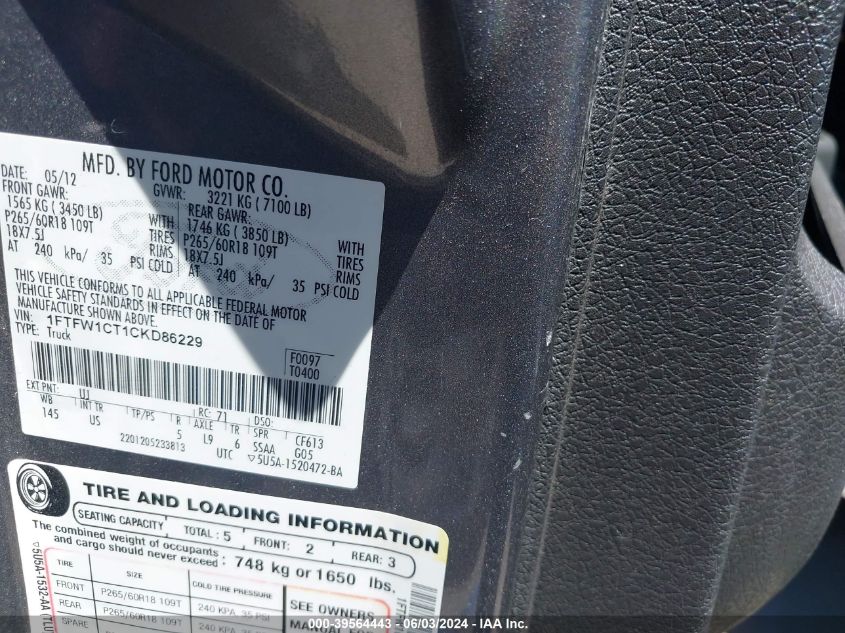 MFD. BY FORD MOTOR CO.
DATE: 05/12 GVWR: 3221 KG ( 7100 LB)
FRONT GAWR: REAR GAWR:
1565 KG ( 3450 LB) WITH 1746 KG ( 3850 LB) WITH
P265/60R18 109T TIRES P265/60R18 109T TIRES
18X7.5J RIMS 18X7.5J RIMS
AT 240 kPa/ 35 PSI COLD AT 240 kPa/ 35 PSI COLD
THIS VEHICLE CONFORMS TO ALL APPLICABLE FEDERAL MOTOR
VEHICLE SAFETY STANDARDS IN EFFECT ON THE DATE OF
MANUFACTURE SHOWN ABOVE.
VIN: 1FTFW1CT1CKD86229
TYPE: Truck
F0097
T0400
EXT PNT: UJ RC: 71 DSO:
WB INT TR TP/PS R AXLE TR SPR CF613
145 US 5 L9 6 SSAA G05
2201205233813 UTC ▽5U5A-1520472-BA
TIRE AND LOADING INFORMATION
SEATING CAPACITY TOTAL : 5 FRONT: 2 REAR: 3
The combined weight of occupants
and cargo should never exceed : 748 kg or 1650 lbs.
TIRE SIZE COLD TIRE PRESSURE
FRONT P265/60R18 109T 240 KPA, 35 PSI
REAR P265/60R18 109T 240 KPA, 35 PSI
SPARE
SEE OWNERS
MANUAL FOR
▽5U5A-1532-AA
000-39564443 - 06/03/2024 - IAA Inc.